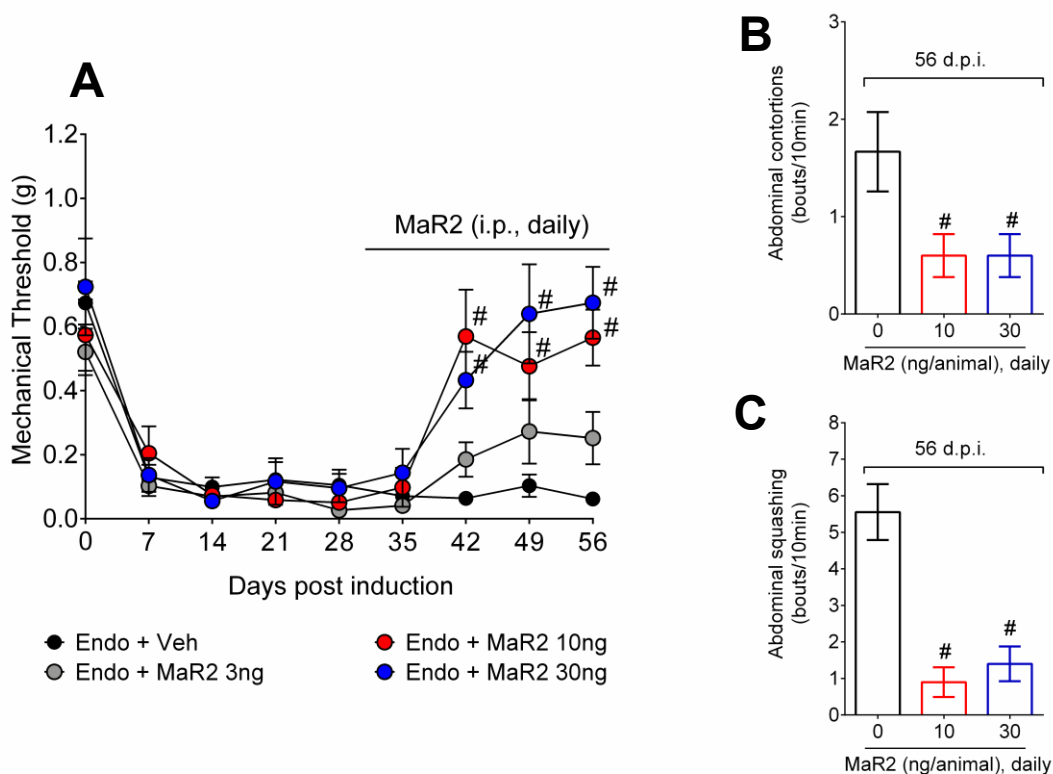 A
Mechanical Threshold (g)
1.2
1.0
0.8
0.6
0.4
0.2
0.0
MaR2 (i.p., daily)
# # #
# # #
0 7 14 21 28 35 42 49 56
Days post induction
Endo + Veh
Endo + MaR2 3ng
Endo + MaR2 10ng
Endo + MaR2 30ng
B
Abdominal contortions
(bouts/10min)
3
2
1
0
56 d.p.i.
# #
0 10 30
MaR2 (ng/animal), daily
C
Abdominal squashing
(bouts/10min)
8
7
6
5
4
3
2
1
0
56 d.p.i.
# #
0 10 30
MaR2 (ng/animal), daily